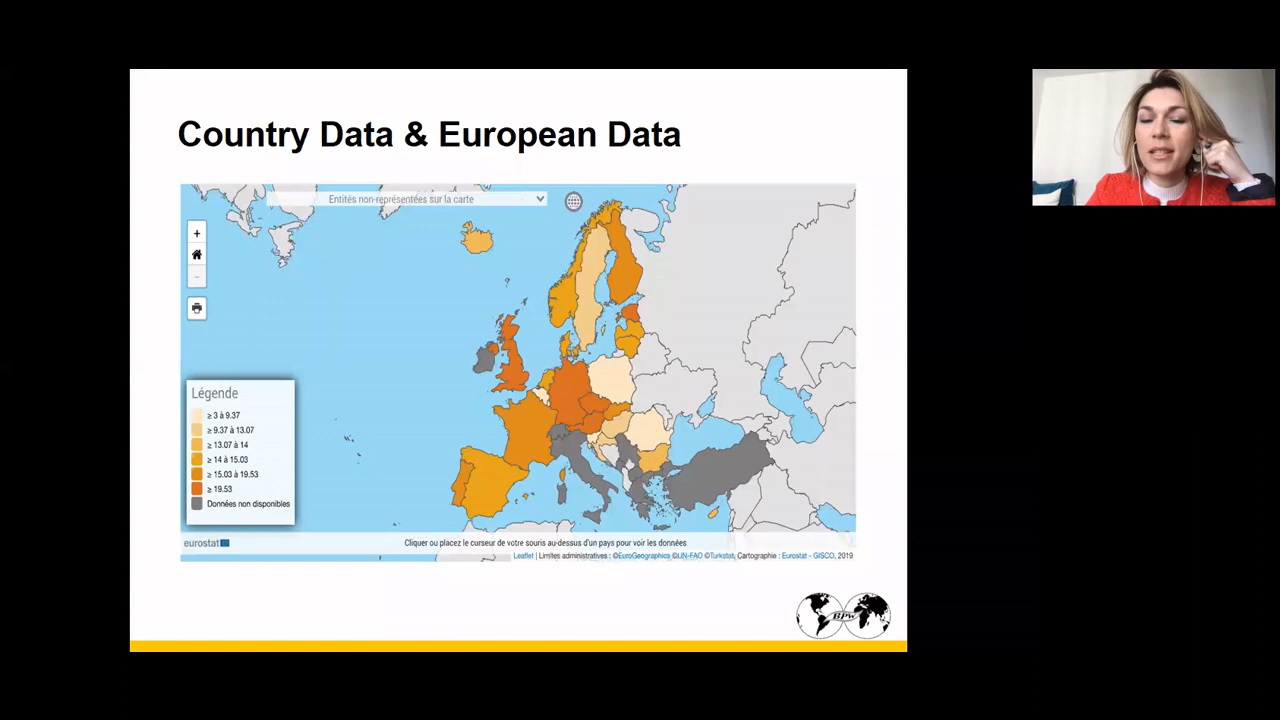 Country Data & European Data
Entités non-représentées sur la carte
+
-
Légende
≥ 3 à 9.37
≥ 9.37 à 13.07
≥ 13.07 à 14
≥ 14 à 15.03
≥ 15.03 à 19.53
≥ 19.53
Données non disponibles
eurostat
Cliquer ou placez le curseur de votre souris au-dessus d'un pays pour voir les données
Leaflet | Limites administratives : ©EuroGeographics ©UN-FAO ©Turkstat, Cartographie : Eurostat - GISCO, 2019
BPW